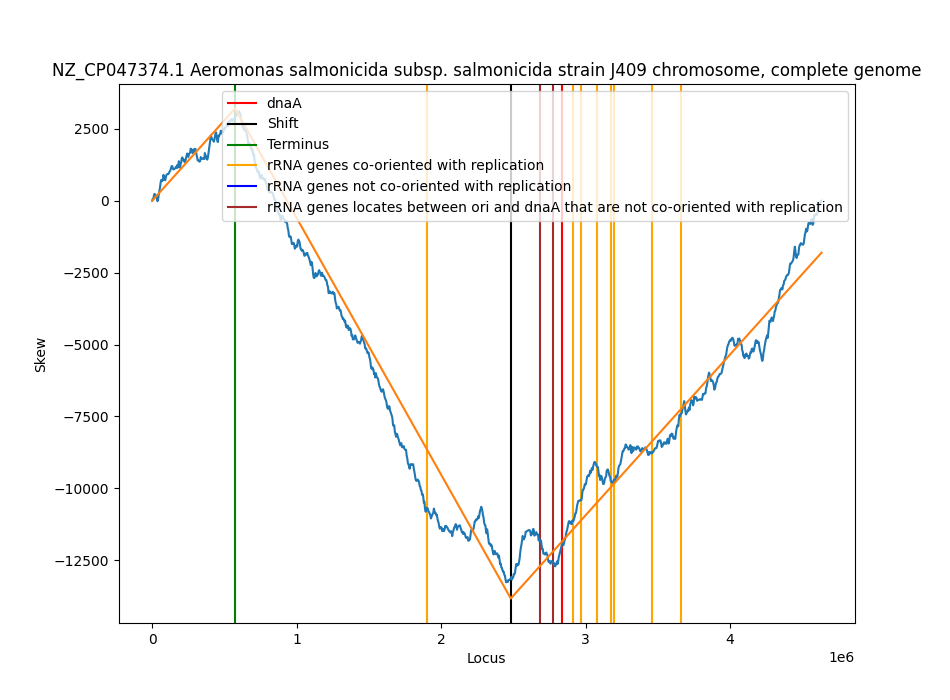 NZ_CP047374.1 Aeromonas salmonicida subsp. salmonicida strain J409 chromosome, complete genome
dnaA
Shift
Terminus
rRNA genes co-oriented with replication
rRNA genes not co-oriented with replication
rRNA genes locates between ori and dnaA that are not co-oriented with replication
2500
0
−2500
−5000
−7500
−10000
−12500
Skew
0 1 2 3 4
1e6
Locus